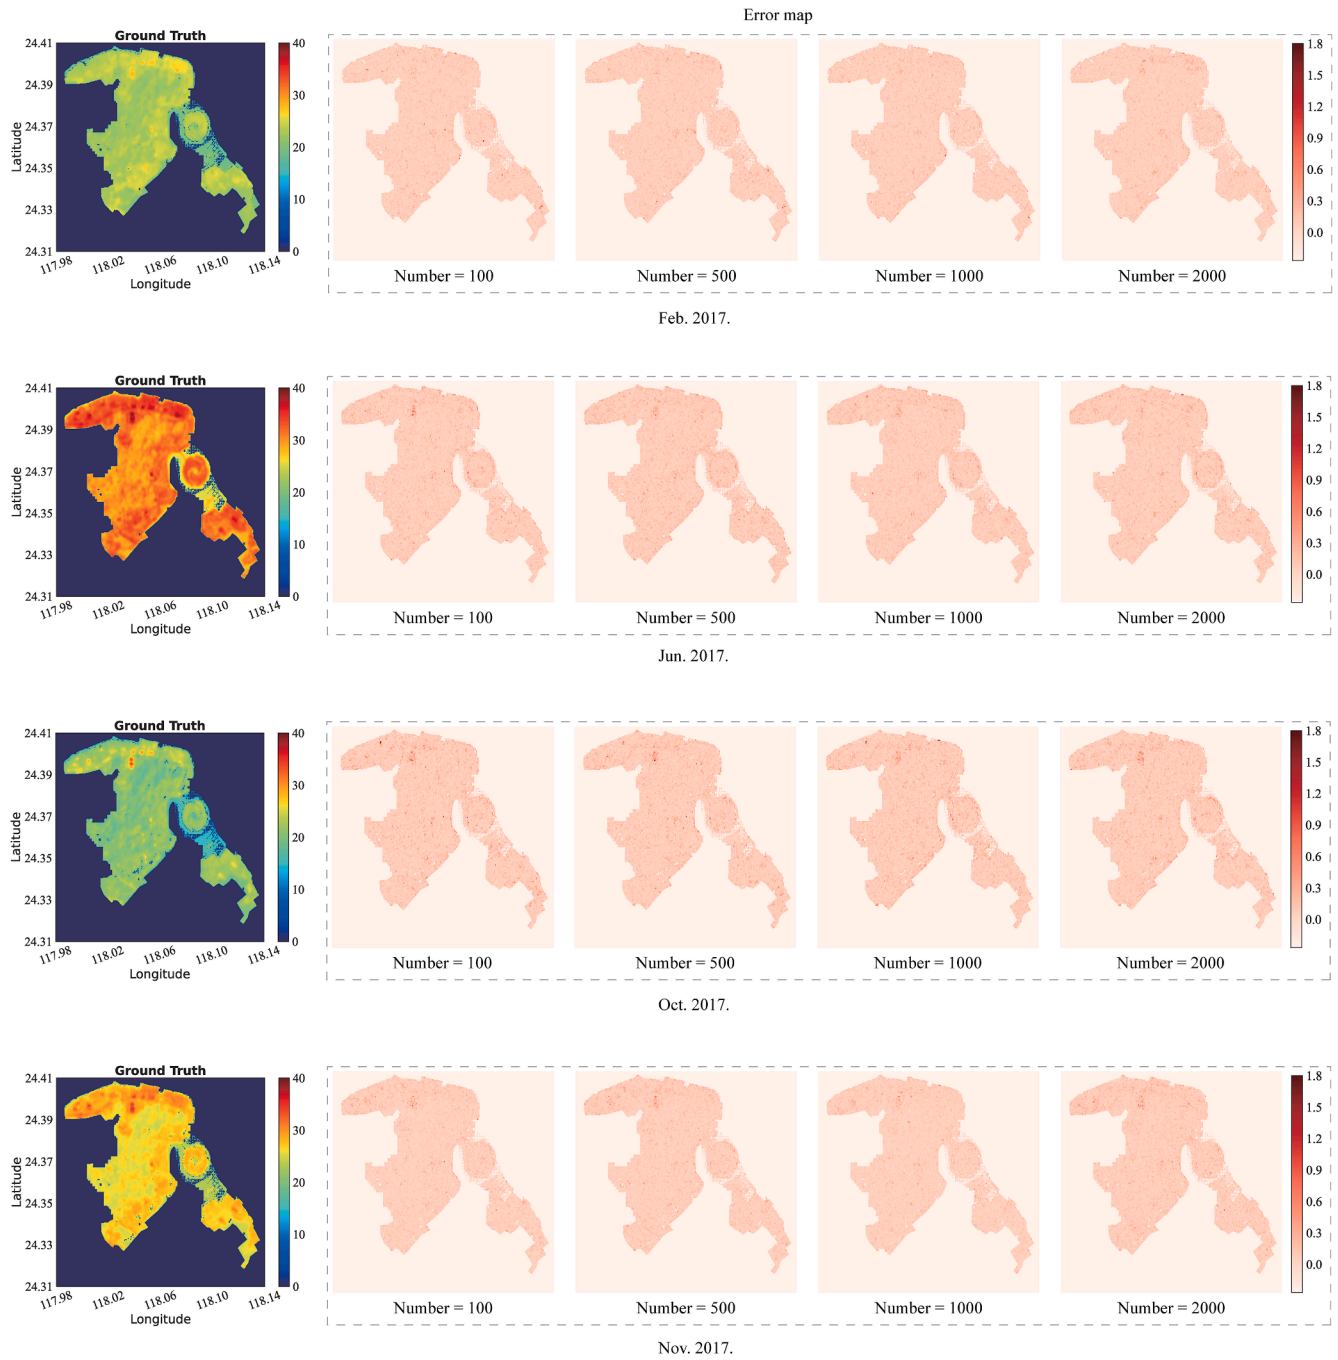 Error map
Ground Truth
24.41
24.39
24.37
24.35
24.33
24.31
Latitude
117.98
118.02
118.06
118.10
118.14
Longitude
40
30
20
10
0
Number = 100
Number = 500
Number = 1000
Number = 2000
1.8
1.5
1.2
0.9
0.6
0.3
0.0
Feb. 2017.
Ground Truth
24.41
24.39
24.37
24.35
24.33
24.31
Latitude
117.98
118.02
118.06
118.10
118.14
Longitude
40
30
20
10
0
Number = 100
Number = 500
Number = 1000
Number = 2000
1.8
1.5
1.2
0.9
0.6
0.3
0.0
Jun. 2017.
Ground Truth
24.41
24.39
24.37
24.35
24.33
24.31
Latitude
117.98
118.02
118.06
118.10
118.14
Longitude
40
30
20
10
0
Number = 100
Number = 500
Number = 1000
Number = 2000
1.8
1.5
1.2
0.9
0.6
0.3
0.0
Oct. 2017.
Ground Truth
24.41
24.39
24.37
24.35
24.33
24.31
Latitude
117.98
118.02
118.06
118.10
118.14
Longitude
40
30
20
10
0
Number = 100
Number = 500
Number = 1000
Number = 2000
1.8
1.5
1.2
0.9
0.6
0.3
0.0
Nov. 2017.